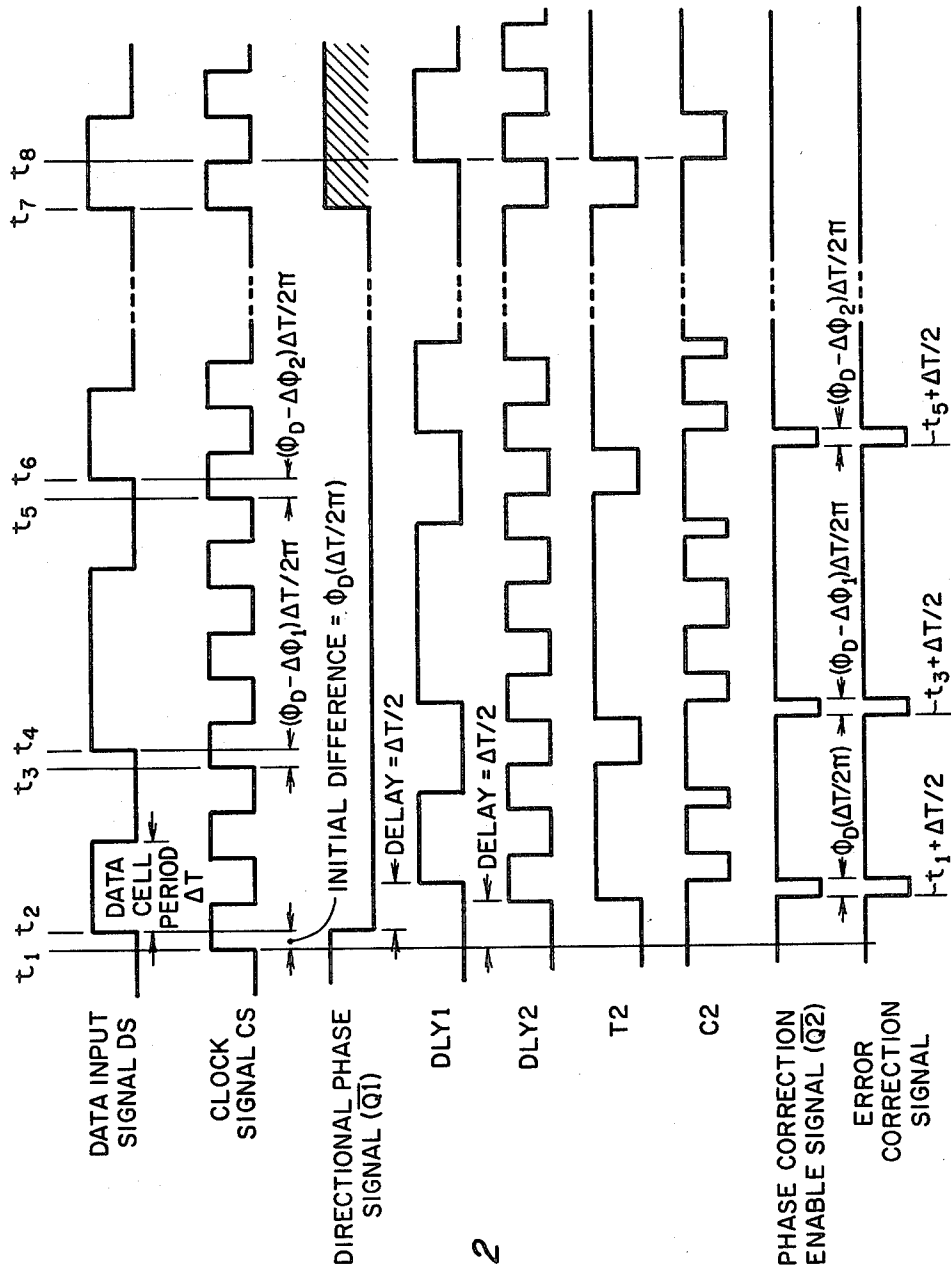 t1 t2 t3 t4 t5 t6 t7 t8
DATA INPUT
SIGNAL DS
DATA
CELL
PERIOD
ΔT
CLOCK
SIGNAL CS
(ΦD-ΔΦ1)ΔT/2π
(ΦD-ΔΦ2)ΔT/2π
INITIAL DIFFERENCE = ΦD(ΔT/2π)
DIRECTIONAL PHASE
SIGNAL (Q̅1̅)
DELAY = ΔT/2
DLY1
DELAY = ΔT/2
DLY2
T2
C2
2
PHASE CORRECTION
ENABLE SIGNAL (Q̅2̅)
ΦD(ΔT/2π)
(ΦD-ΔΦ1)ΔT/2π
(ΦD-ΔΦ2)ΔT/2π
ERROR
CORRECTION
SIGNAL
t1+ΔT/2
t3+ΔT/2
t5+ΔT/2